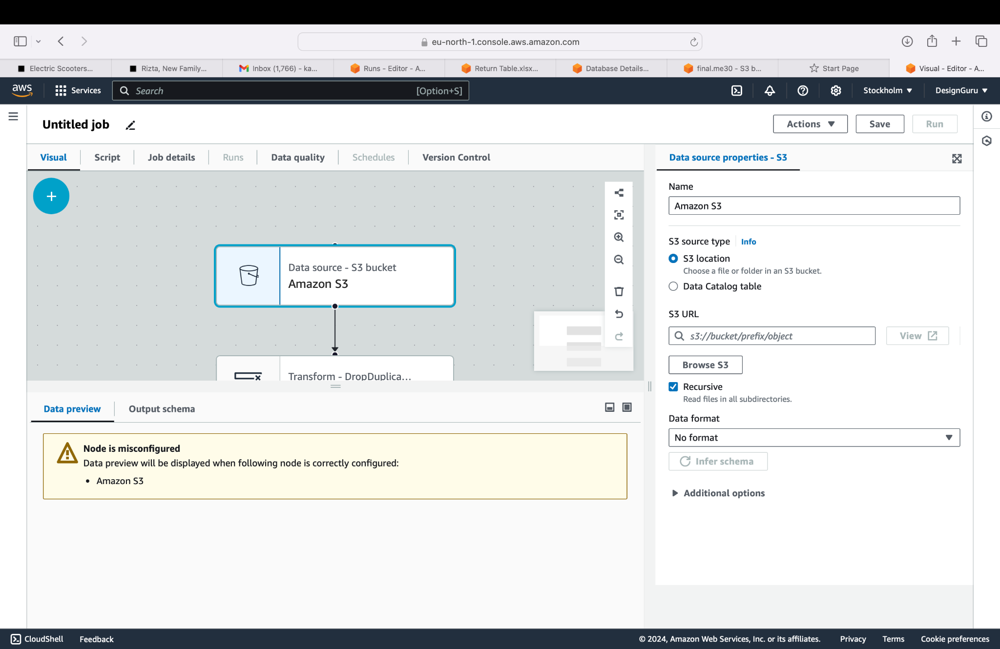 eu-north-1.console.aws.amazon.com
Electric Scooters...
Rizta, New Family...
Inbox (1,766) - ka...
Runs - Editor - A...
Return Table.xlsx...
Database Details...
final.me30 - S3 b...
Start Page
Visual - Editor - A...
aws
Services
Search
[Option+S]
Stockholm ▼
DesignGuru ▼
Untitled job
Actions ▼
Save
Run
Visual
Script
Job details
Runs
Data quality
Schedules
Version Control
Data source properties - S3
Name
Amazon S3
S3 source type
Info
S3 location
Choose a file or folder in an S3 bucket.
Data Catalog table
S3 URL
s3://bucket/prefix/object
View
Browse S3
Recursive
Read files in all subdirectories.
Data format
No format
Infer schema
Additional options
Data source - S3 bucket
Amazon S3
Transform - DropDuplica...
Data preview
Output schema
Node is misconfigured
Data preview will be displayed when following node is correctly configured:
• Amazon S3
CloudShell
Feedback
© 2024, Amazon Web Services, Inc. or its affiliates.
Privacy
Terms
Cookie preferences